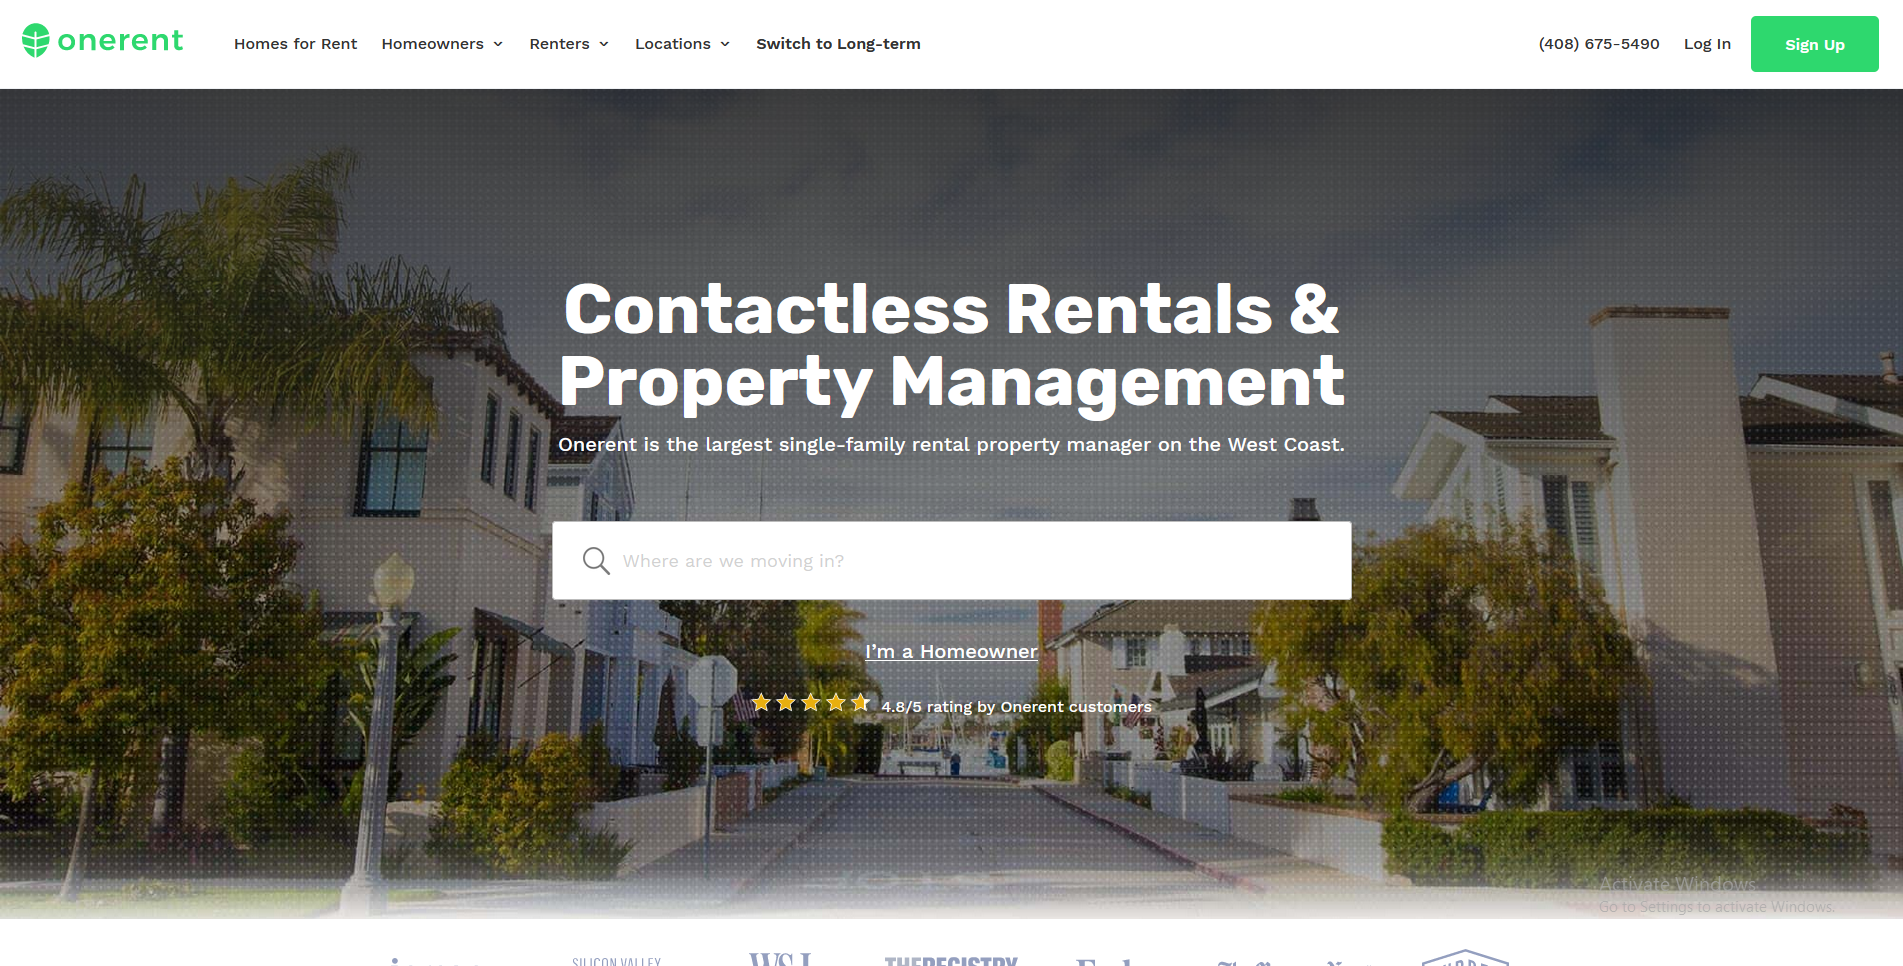 onerent
Homes for Rent
Homeowners
Renters
Locations
Switch to Long-term
(408) 675-5490
Log In
Sign Up
Contactless Rentals &
Property Management
Onerent is the largest single-family rental property manager on the West Coast.
Where are we moving in?
I'm a Homeowner
4.8/5 rating by Onerent customers
Activate Windows
Go to Settings to activate Windows.
SILICON VALLEY
WSJ
THEREGISTRY